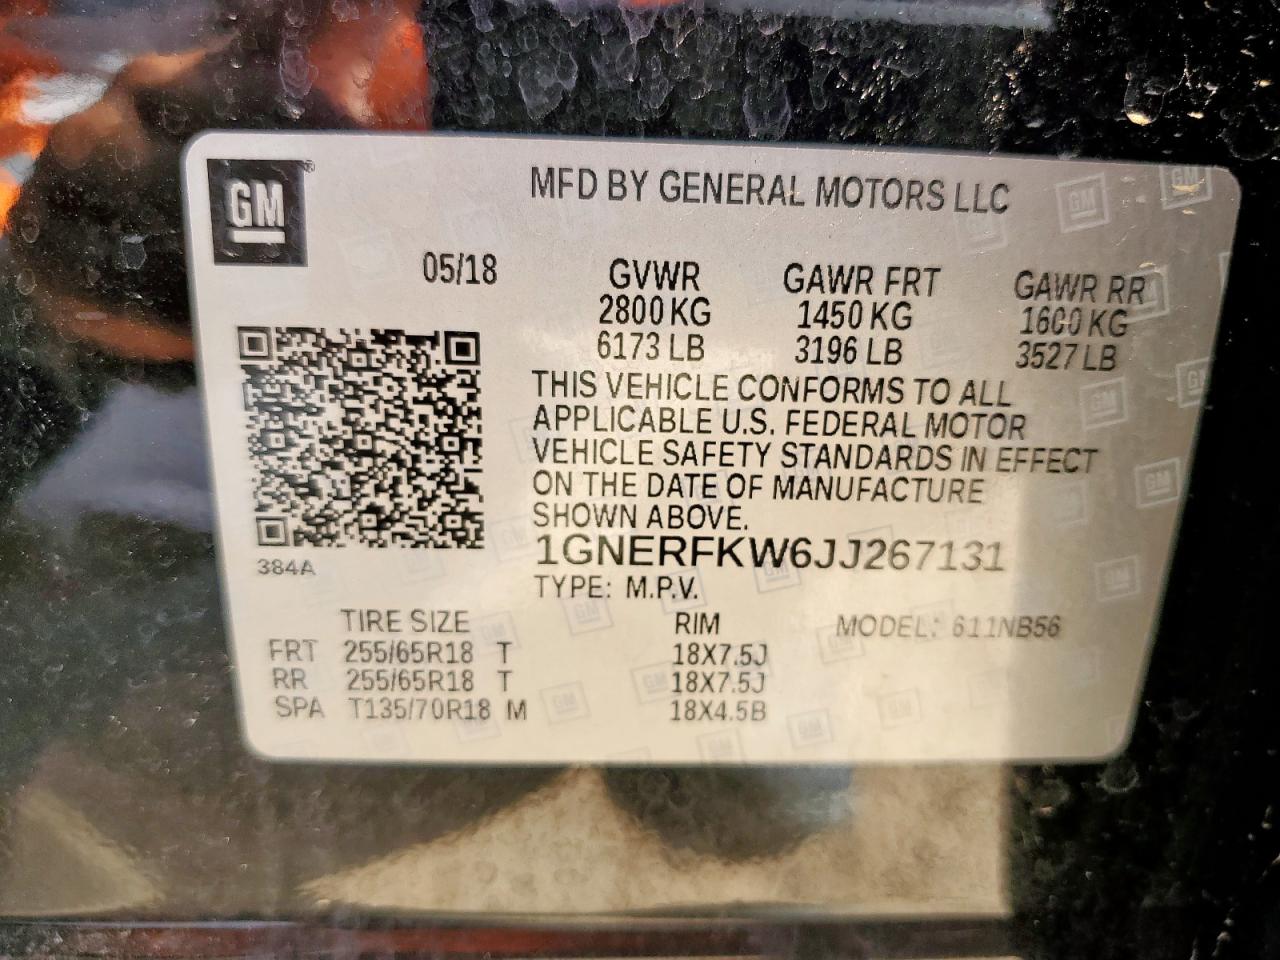 GM
MFD BY GENERAL MOTORS LLC
05/18
GVWR GAWR FRT GAWR RR
2800 KG 1450 KG 1600 KG
6173 LB 3196 LB 3527 LB
THIS VEHICLE CONFORMS TO ALL
APPLICABLE U.S. FEDERAL MOTOR
VEHICLE SAFETY STANDARDS IN EFFECT
ON THE DATE OF MANUFACTURE
SHOWN ABOVE.
1GNERFKW6JJ267131
384A
TYPE: M.P.V.
TIRE SIZE RIM MODEL: 611NB56
FRT 255/65R18 T 18X7.5J
RR 255/65R18 T 18X7.5J
SPA T135/70R18 M 18X4.5B